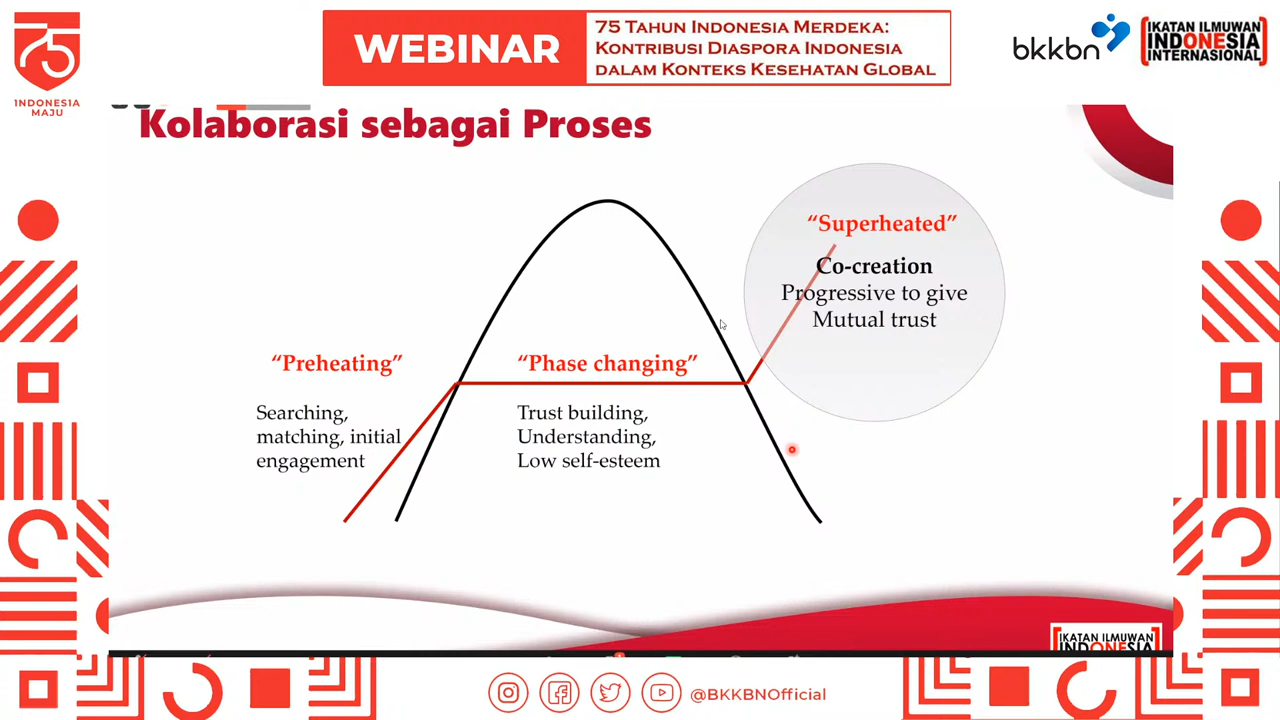 75
INDONESIA
MAJU
WEBINAR
75 TAHUN INDONESIA MERDEKA:
KONTRIBUSI DIASPORA INDONESIA
DALAM KONTEKS KESEHATAN GLOBAL
bkkbn
IKATAN ILMUWAN
INDONESIA
INTERNASIONAL
Kolaborasi sebagai Proses
“Superheated”
Co-creation
Progressive to give
Mutual trust
“Preheating”
“Phase changing”
Searching,
matching, initial
engagement
Trust building,
Understanding,
Low self-esteem
IKATAN ILMUWAN
INDONESIA
@BKKBNOfficial